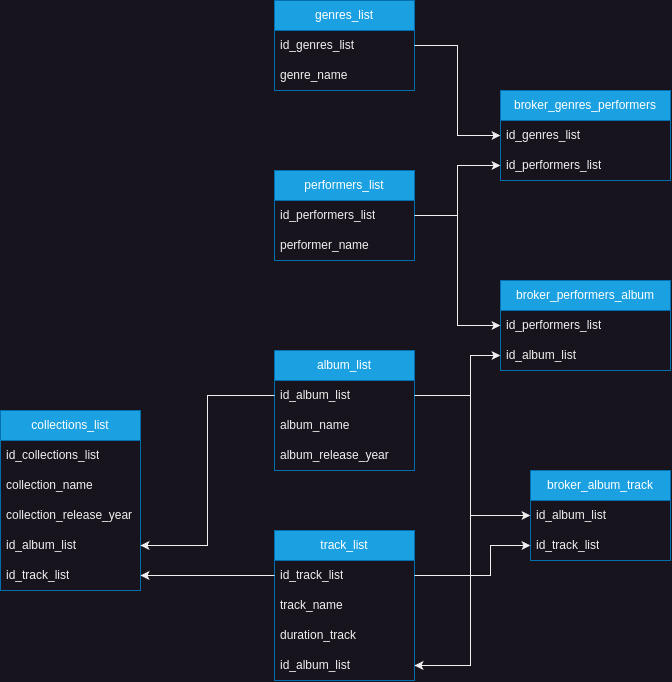 genres_list
id_genres_list
genre_name
broker_genres_performers
id_genres_list
id_performers_list
performers_list
id_performers_list
performer_name
broker_performers_album
id_performers_list
id_album_list
album_list
id_album_list
album_name
album_release_year
collections_list
id_collections_list
collection_name
collection_release_year
id_album_list
id_track_list
broker_album_track
id_album_list
id_track_list
track_list
id_track_list
track_name
duration_track
id_album_list